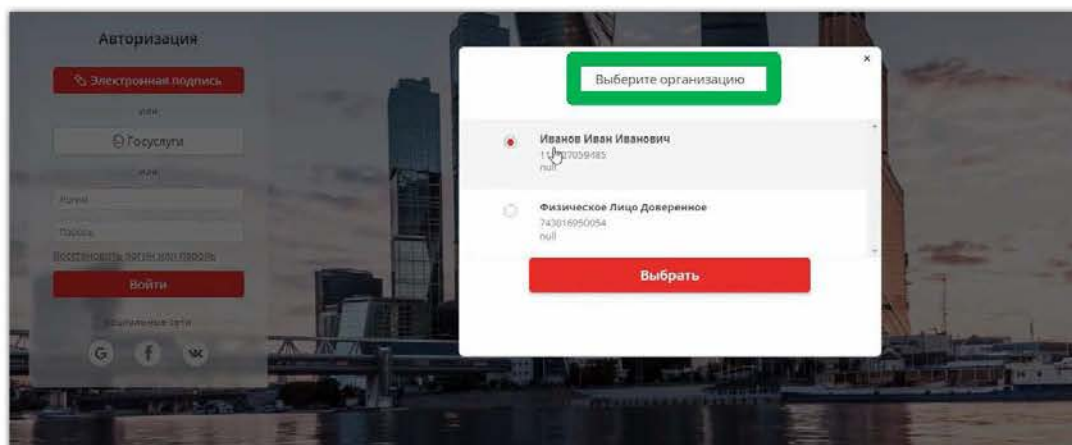 Авторизация
Электронная подпись
или
Госуслуги
или
Логин
Пароль
Восстановить логин или пароль
Войти
Социальные сети
G f VK
×
Выберите организацию
Иванов Иван Иванович
null
Физическое Лицо Доверенное
743016950054
null
Выбрать